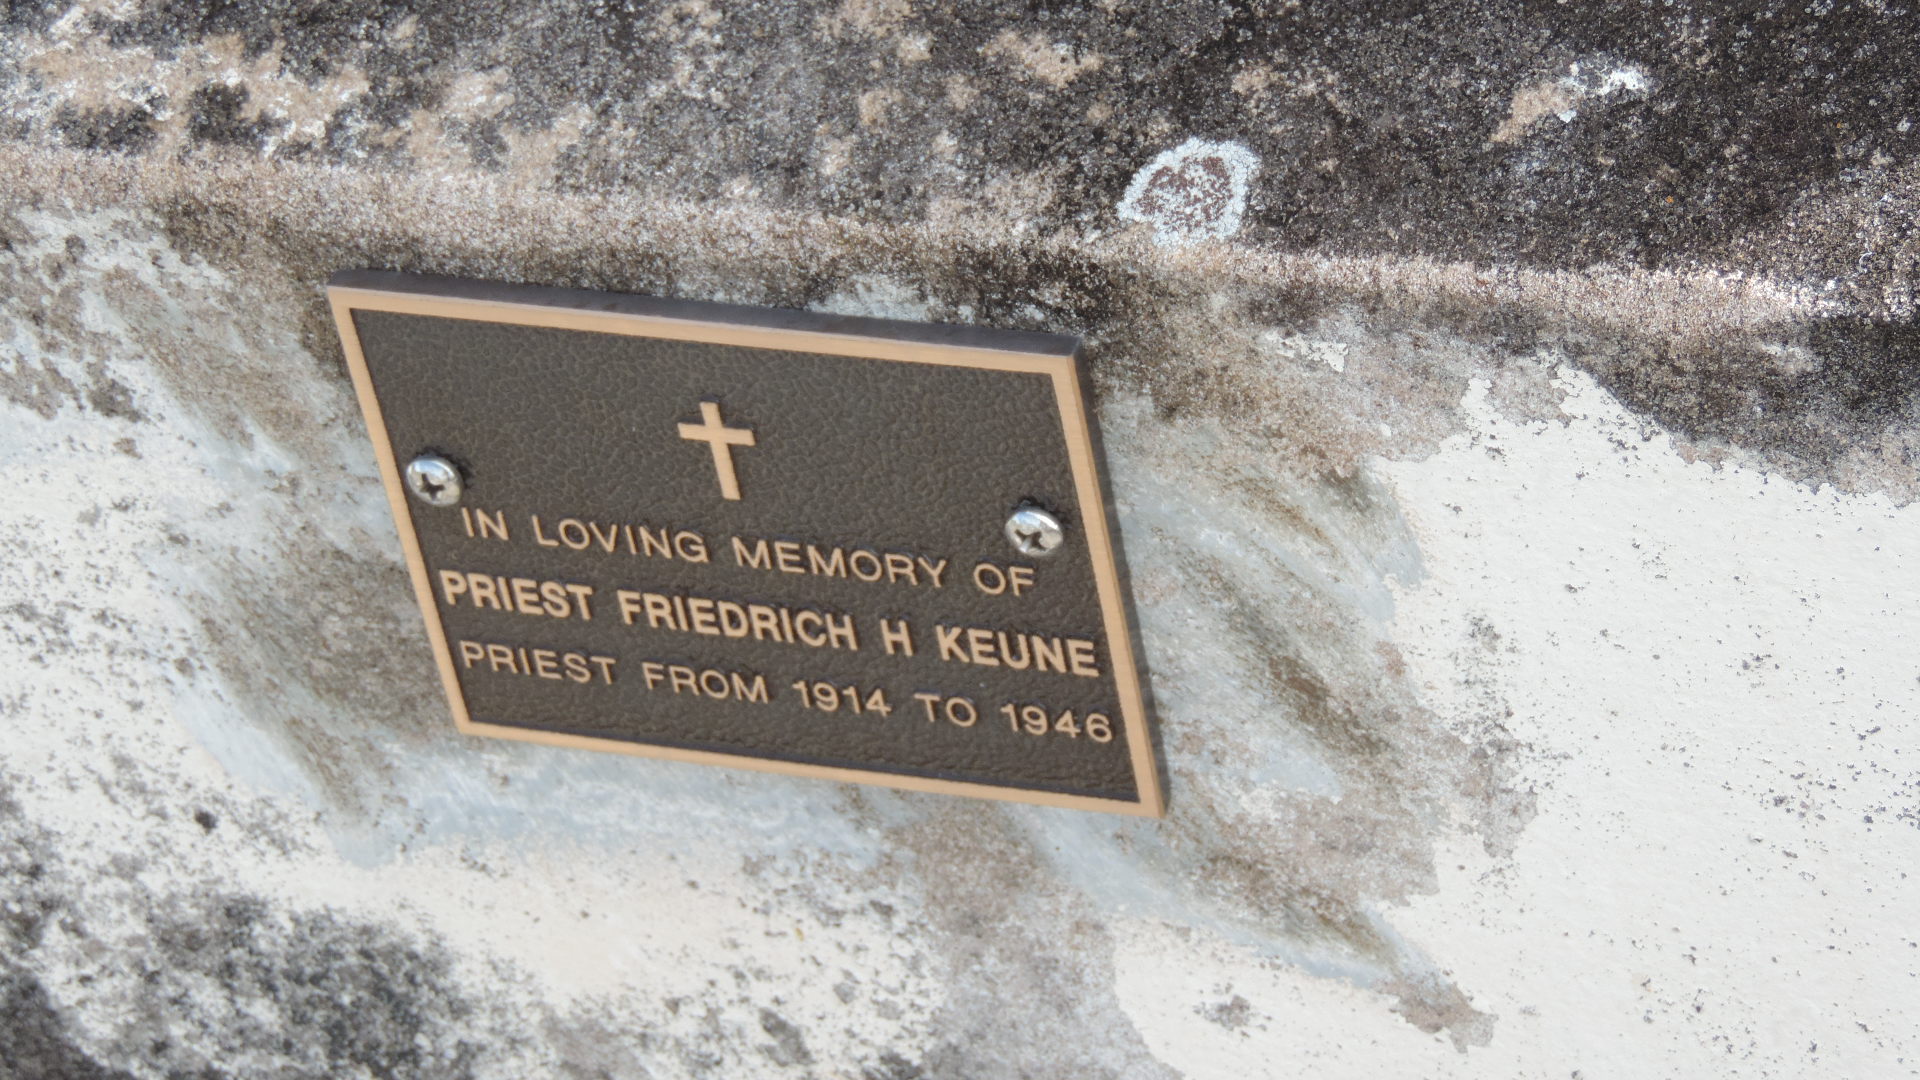 IN LOVING MEMORY OF
PRIEST FRIEDRICH H KEUNE
PRIEST FROM 1914 TO 1946